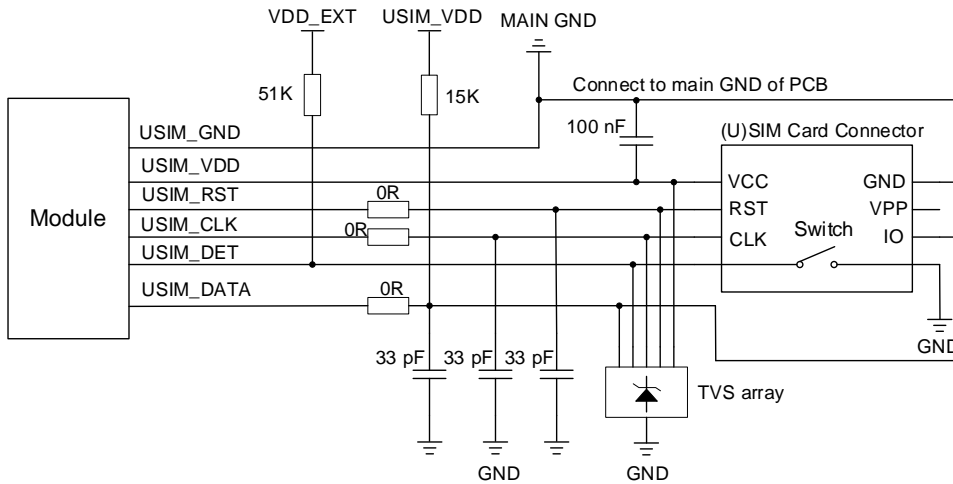 VDD_EXT
USIM_VDD
MAIN GND
51K
15K
Connect to main GND of PCB
100 nF
(U)SIM Card Connector
Module
USIM_GND
USIM_VDD
USIM_RST
USIM_CLK
USIM_DET
USIM_DATA
0R
0R
0R
VCC
RST
CLK
GND
VPP
IO
Switch
GND
33 pF
33 pF
33 pF
TVS array
GND
GND